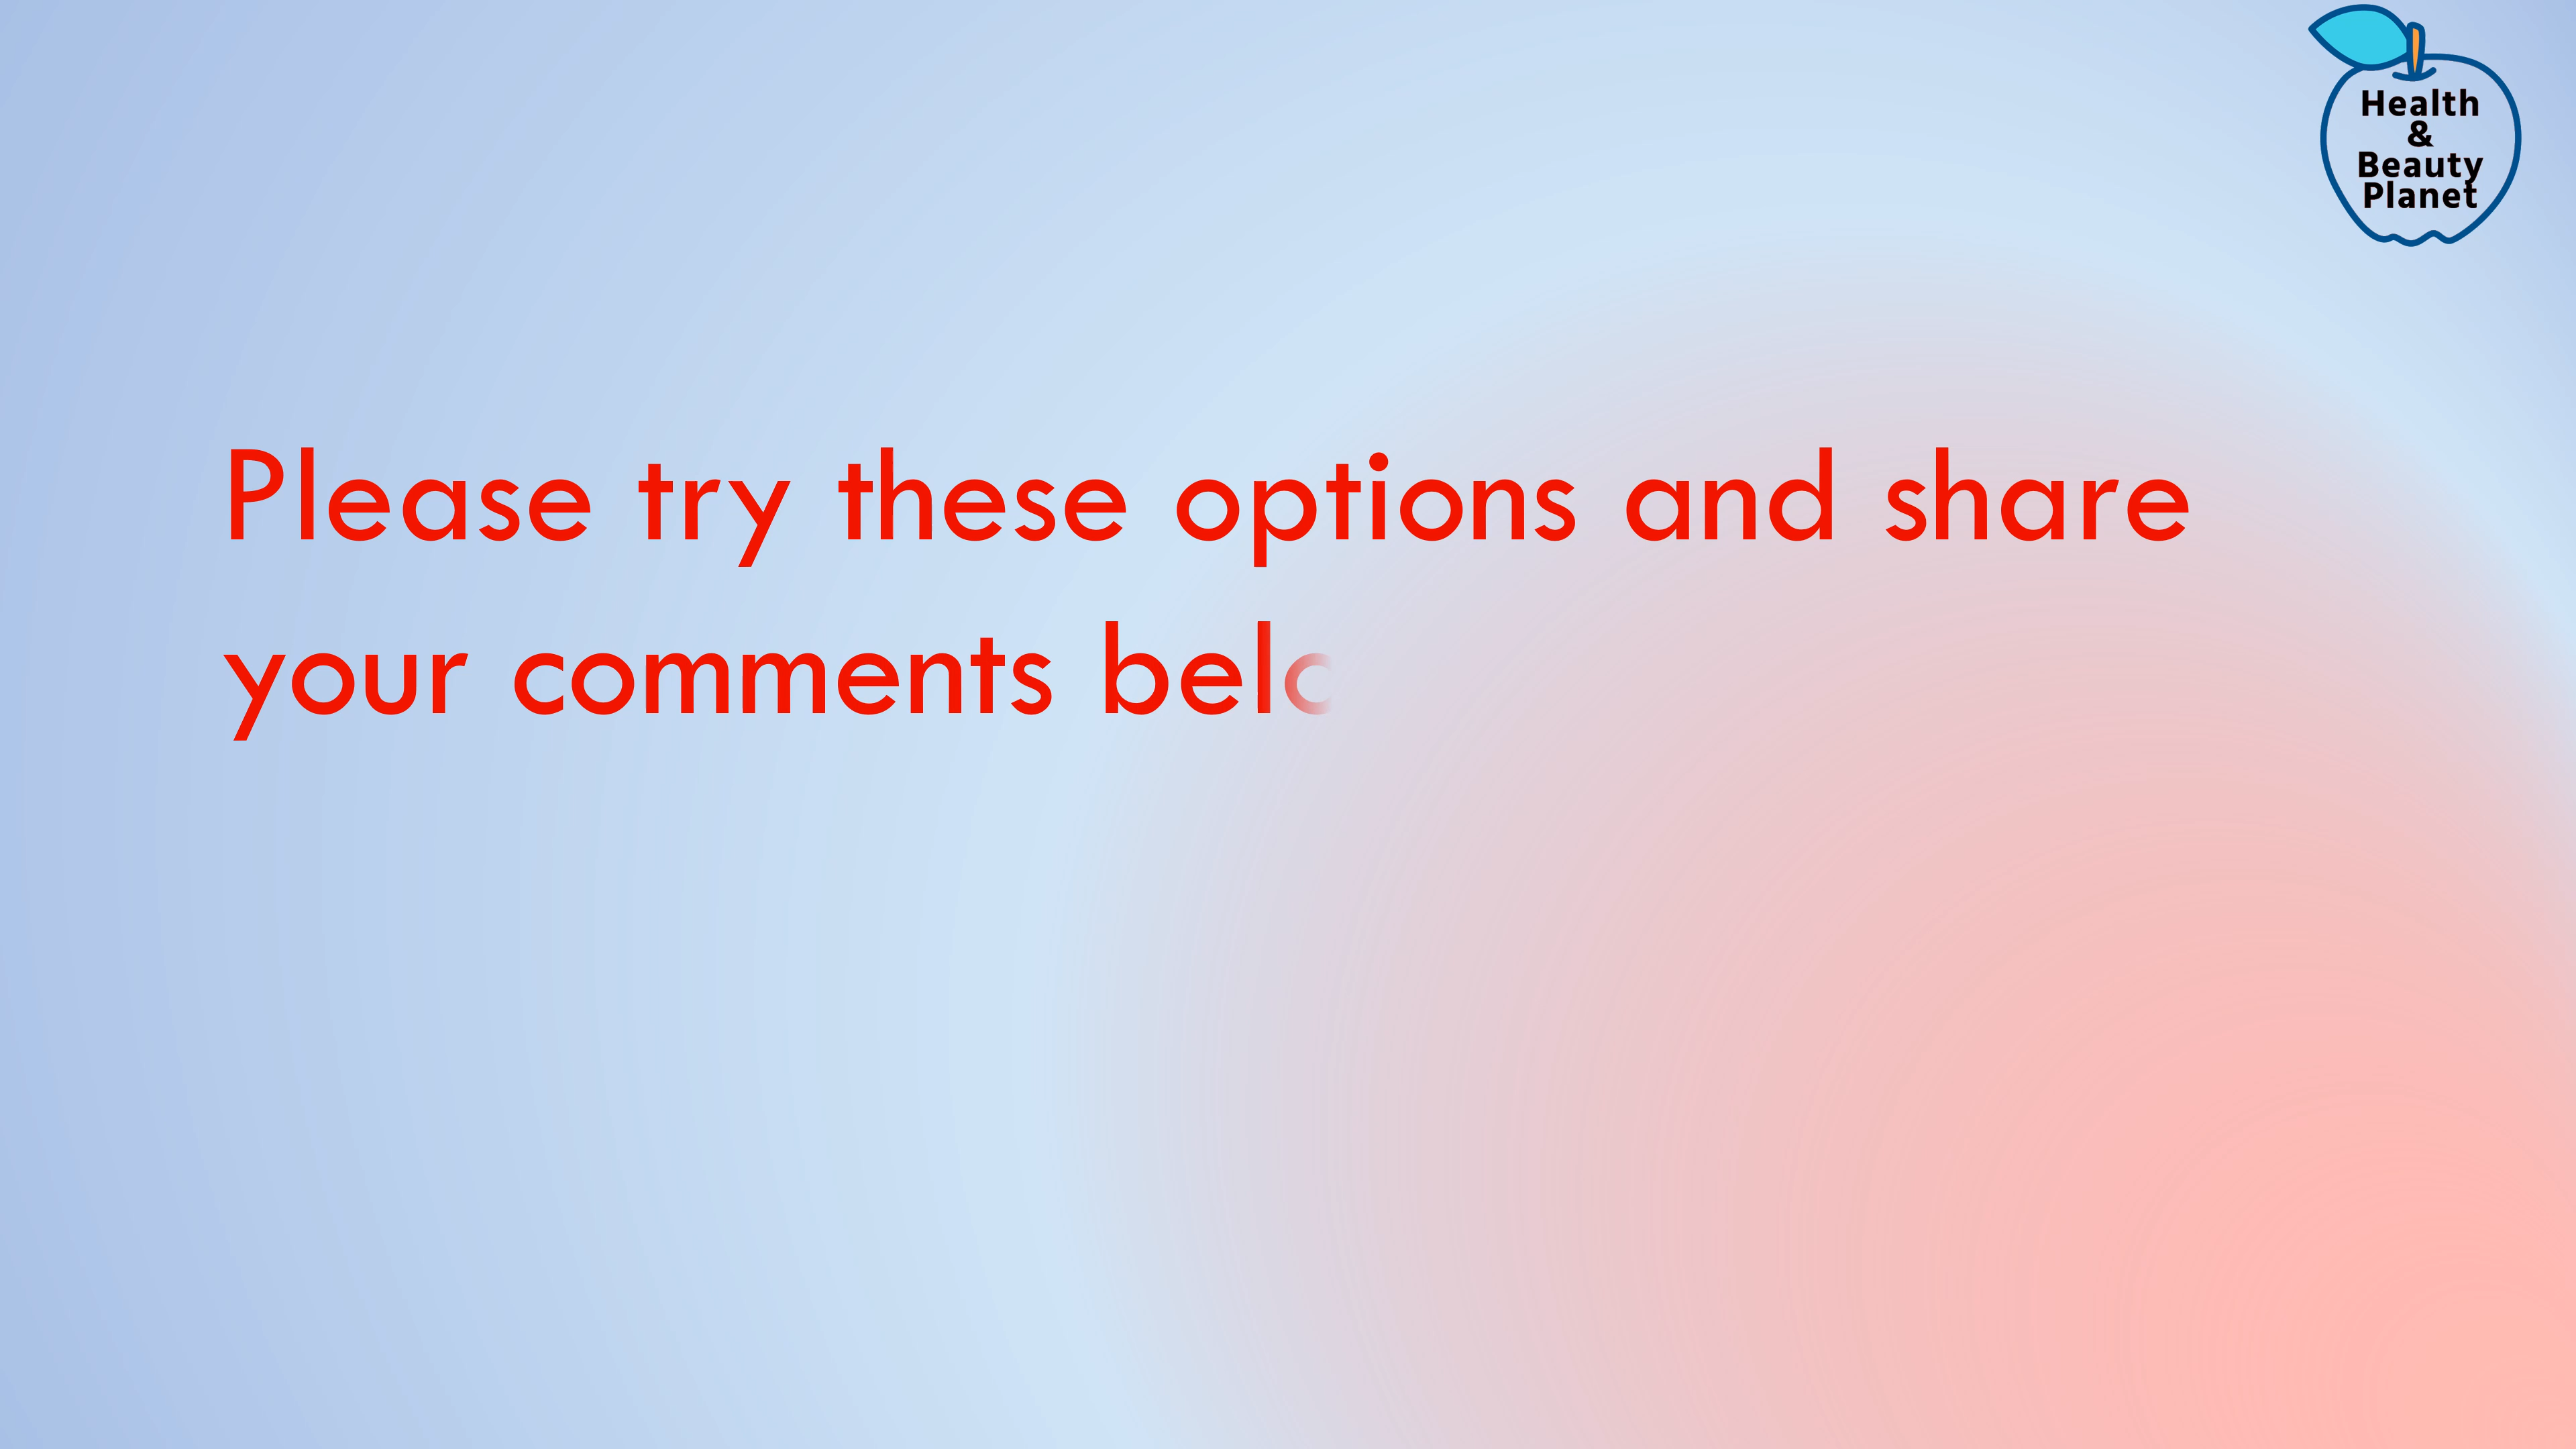 Health
&
Beauty
Planet
Please try these options and share
your comments belo